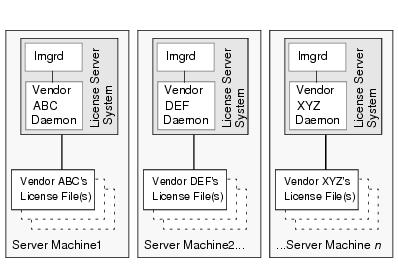 lmgrd
Vendor
ABC
Daemon
License Server
System
Vendor ABC's
License File(s)
Server Machine1
lmgrd
Vendor
DEF
Daemon
License Server
System
Vendor DEF's
License File(s)
Server Machine2...
lmgrd
Vendor
XYZ
Daemon
License Server
System
Vendor XYZ's
License File(s)
...Server Machine n